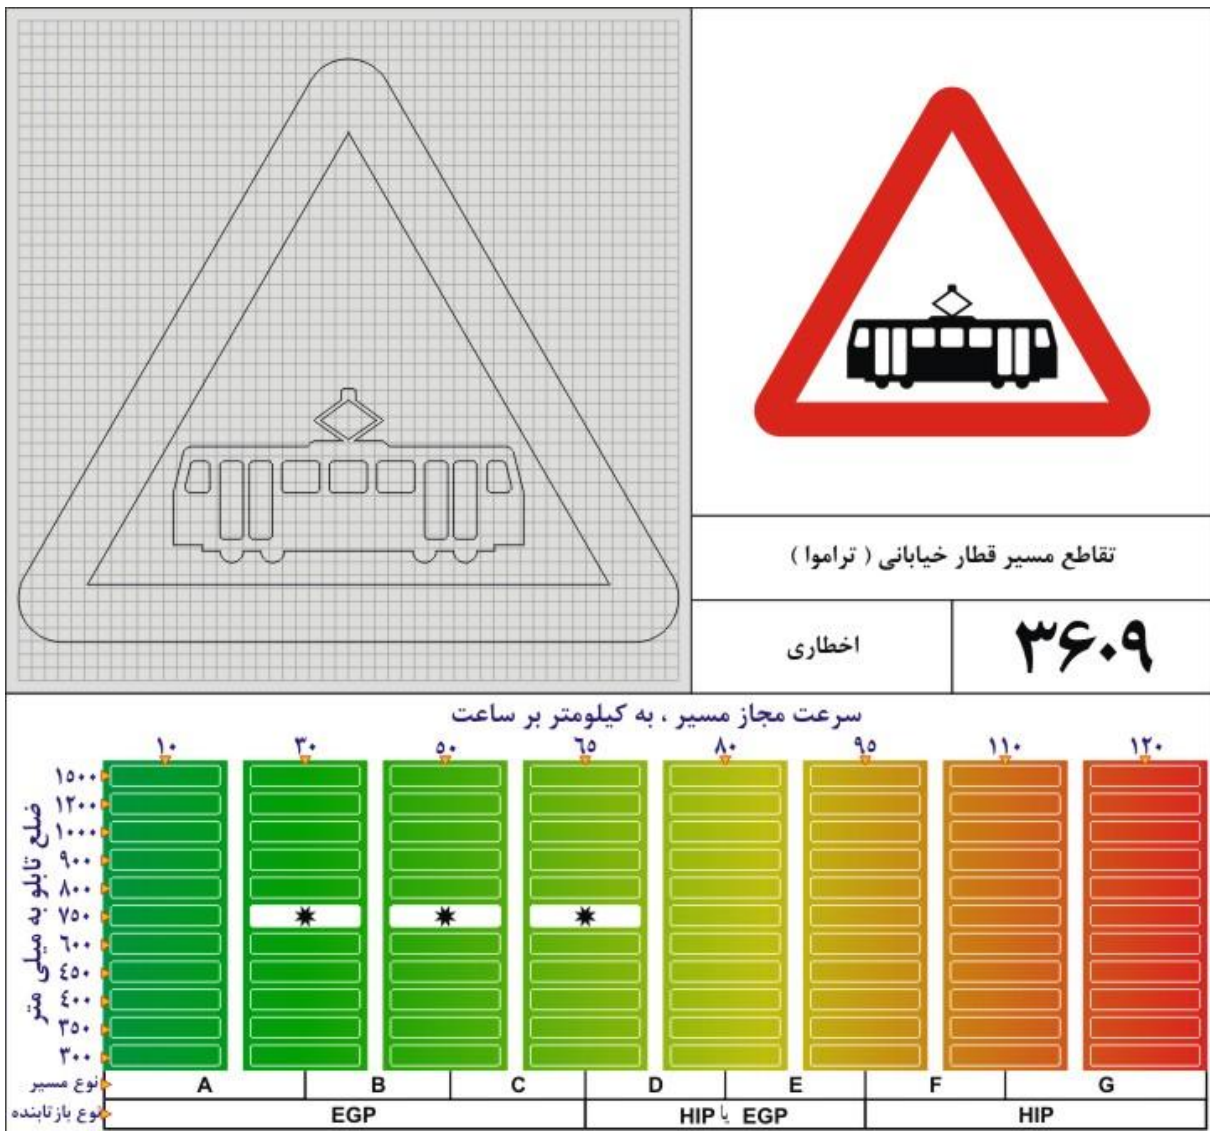 تقاطع مسیر قطار خیابانی ( تراموا )
۳۶۰۹
اخطاری
سرعت مجاز مسیر ، به کیلومتر بر ساعت
۱۰ ۳۰ ۵۰ ۶۵ ۸۰ ۹۵ ۱۱۰ ۱۲۰
ضلع تابلو به میلی متر
۱۵۰۰
۱۲۰۰
۱۰۰۰
۹۰۰
۸۰۰
۷۵۰
۶۰۰
۴۵۰
۴۰۰
۳۵۰
۳۰۰
نوع مسیر A B C D E F G
نوع بازتابنده EGP HIP یا EGP HIP